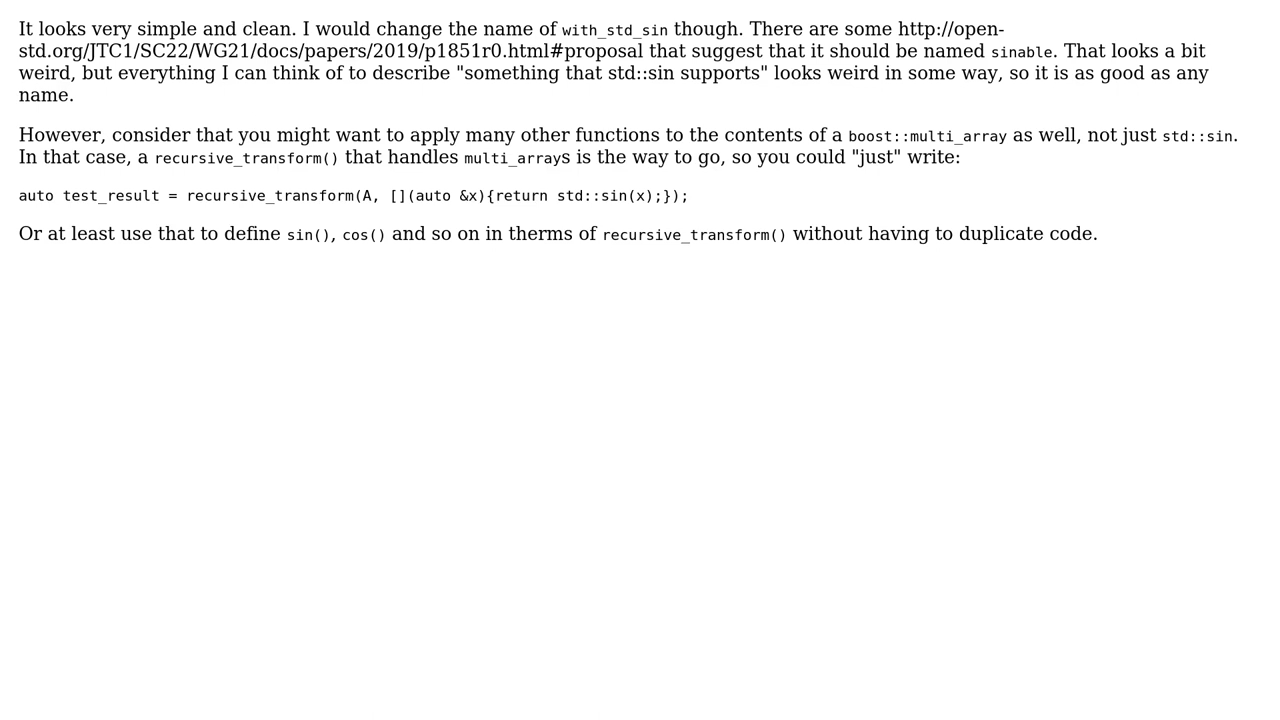 It looks very simple and clean. I would change the name of with_std_sin though. There are some http://open-
std.org/JTC1/SC22/WG21/docs/papers/2019/p1851r0.html#proposal that suggest that it should be named sinable. That looks a bit
weird, but everything I can think of to describe "something that std::sin supports" looks weird in some way, so it is as good as any
name.
However, consider that you might want to apply many other functions to the contents of a boost::multi_array as well, not just std::sin.
In that case, a recursive_transform() that handles multi_arrays is the way to go, so you could "just" write:
auto test_result = recursive_transform(A, [](auto &x){return std::sin(x);});
Or at least use that to define sin(), cos() and so on in therms of recursive_transform() without having to duplicate code.